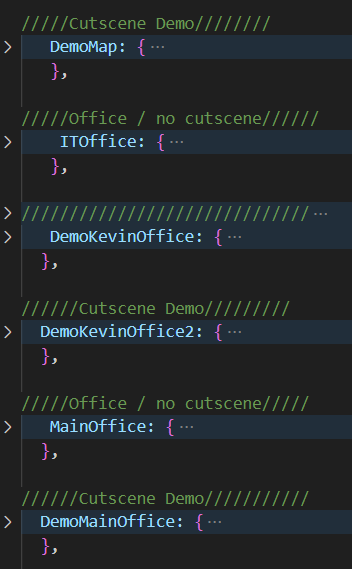 /////Cutscene Demo////////
DemoMap: {···
},
/////Office / no cutscene//////
ITOffice: {···
},
//////////////////////////////···
DemoKevinOffice: {···
},
//////Cutscene Demo/////////
DemoKevinOffice2: {···
},
/////Office / no cutscene/////
MainOffice: {···
},
//////Cutscene Demo///////////
DemoMainOffice: {···
},